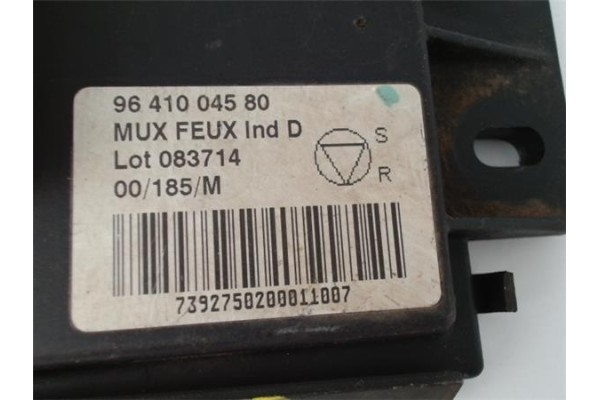 96 410 045 80
MUX FEUX Ind D
Lot 083714
00/185/M
S
R
7392750200011007